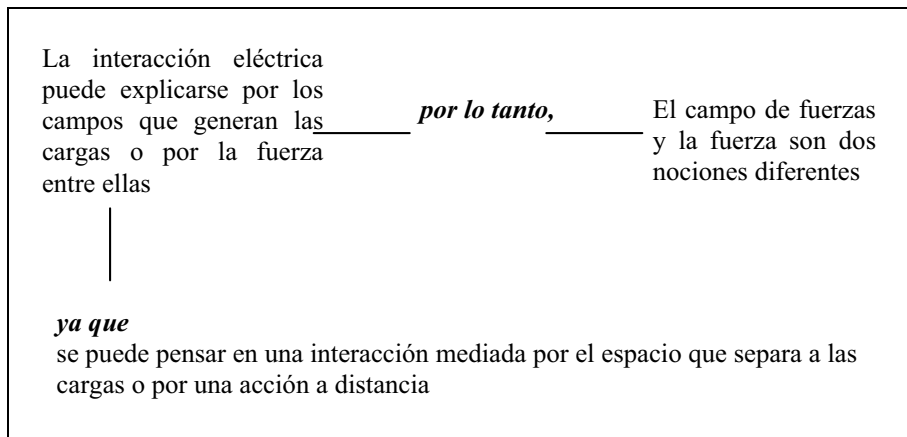 La interacción eléctrica
puede explicarse por los
campos que generan las
cargas o por la fuerza
entre ellas
por lo tanto,
El campo de fuerzas
y la fuerza son dos
nociones diferentes
ya que
se puede pensar en una interacción mediada por el espacio que separa a las
cargas o por una acción a distancia